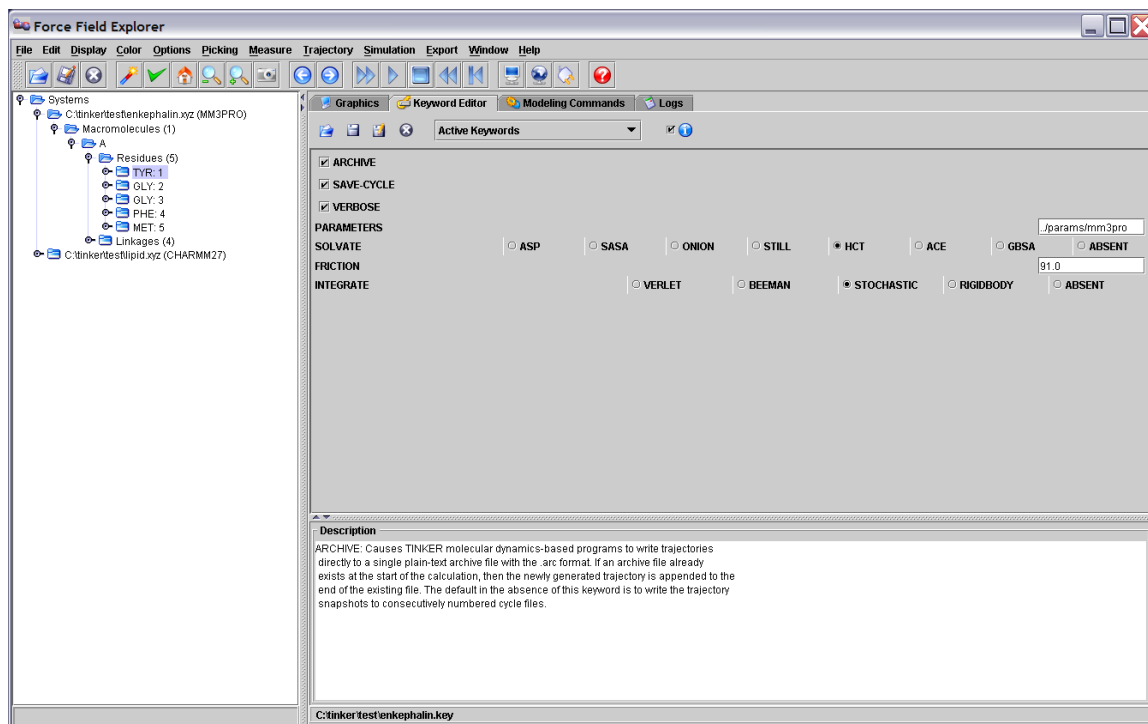 Force Field Explorer
File Edit Display Color Options Picking Measure Trajectory Simulation Export Window Help
Systems
C:\tinker\test\enkephalin.xyz (MM3PRO)
Macromolecules (1)
A
Residues (5)
TYR: 1
GLY: 2
GLY: 3
PHE: 4
MET: 5
Linkages (4)
C:\tinker\test\lipid.xyz (CHARMM27)
Graphics Keyword Editor Modeling Commands Logs
Active Keywords
ARCHIVE
SAVE-CYCLE
VERBOSE
PARAMETERS ../params/mm3pro
SOLVATE ASP SASA ONION STILL HCT ACE GBSA ABSENT
FRICTION 91.0
INTEGRATE VERLET BEEMAN STOCHASTIC RIGIDBODY ABSENT
Description
ARCHIVE: Causes TINKER molecular dynamics-based programs to write trajectories
directly to a single plain-text archive file with the .arc format. If an archive file already
exists at the start of the calculation, then the newly generated trajectory is appended to the
end of the existing file. The default in the absence of this keyword is to write the trajectory
snapshots to consecutively numbered cycle files.
C:\tinker\test\enkephalin.key